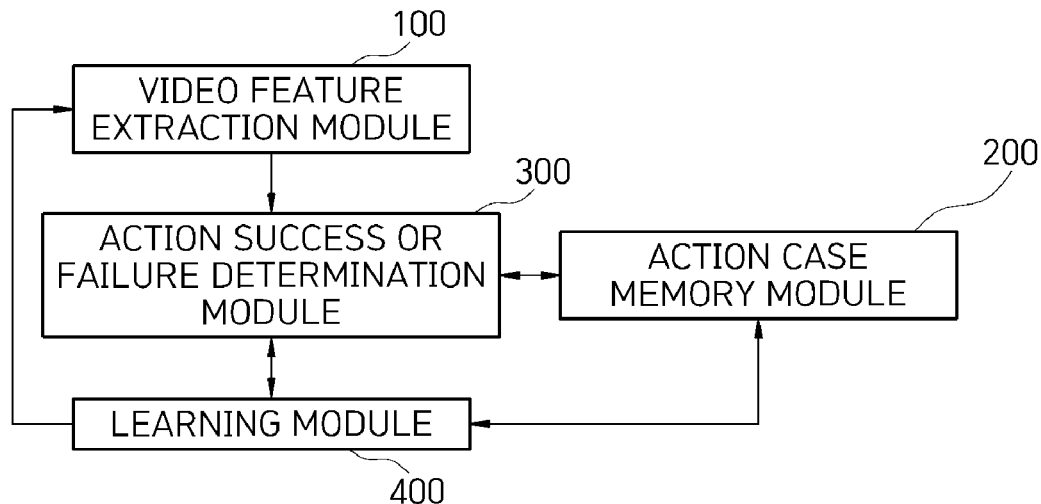 100
VIDEO FEATURE
EXTRACTION MODULE
300
ACTION SUCCESS OR
FAILURE DETERMINATION
MODULE
200
ACTION CASE
MEMORY MODULE
LEARNING MODULE
400